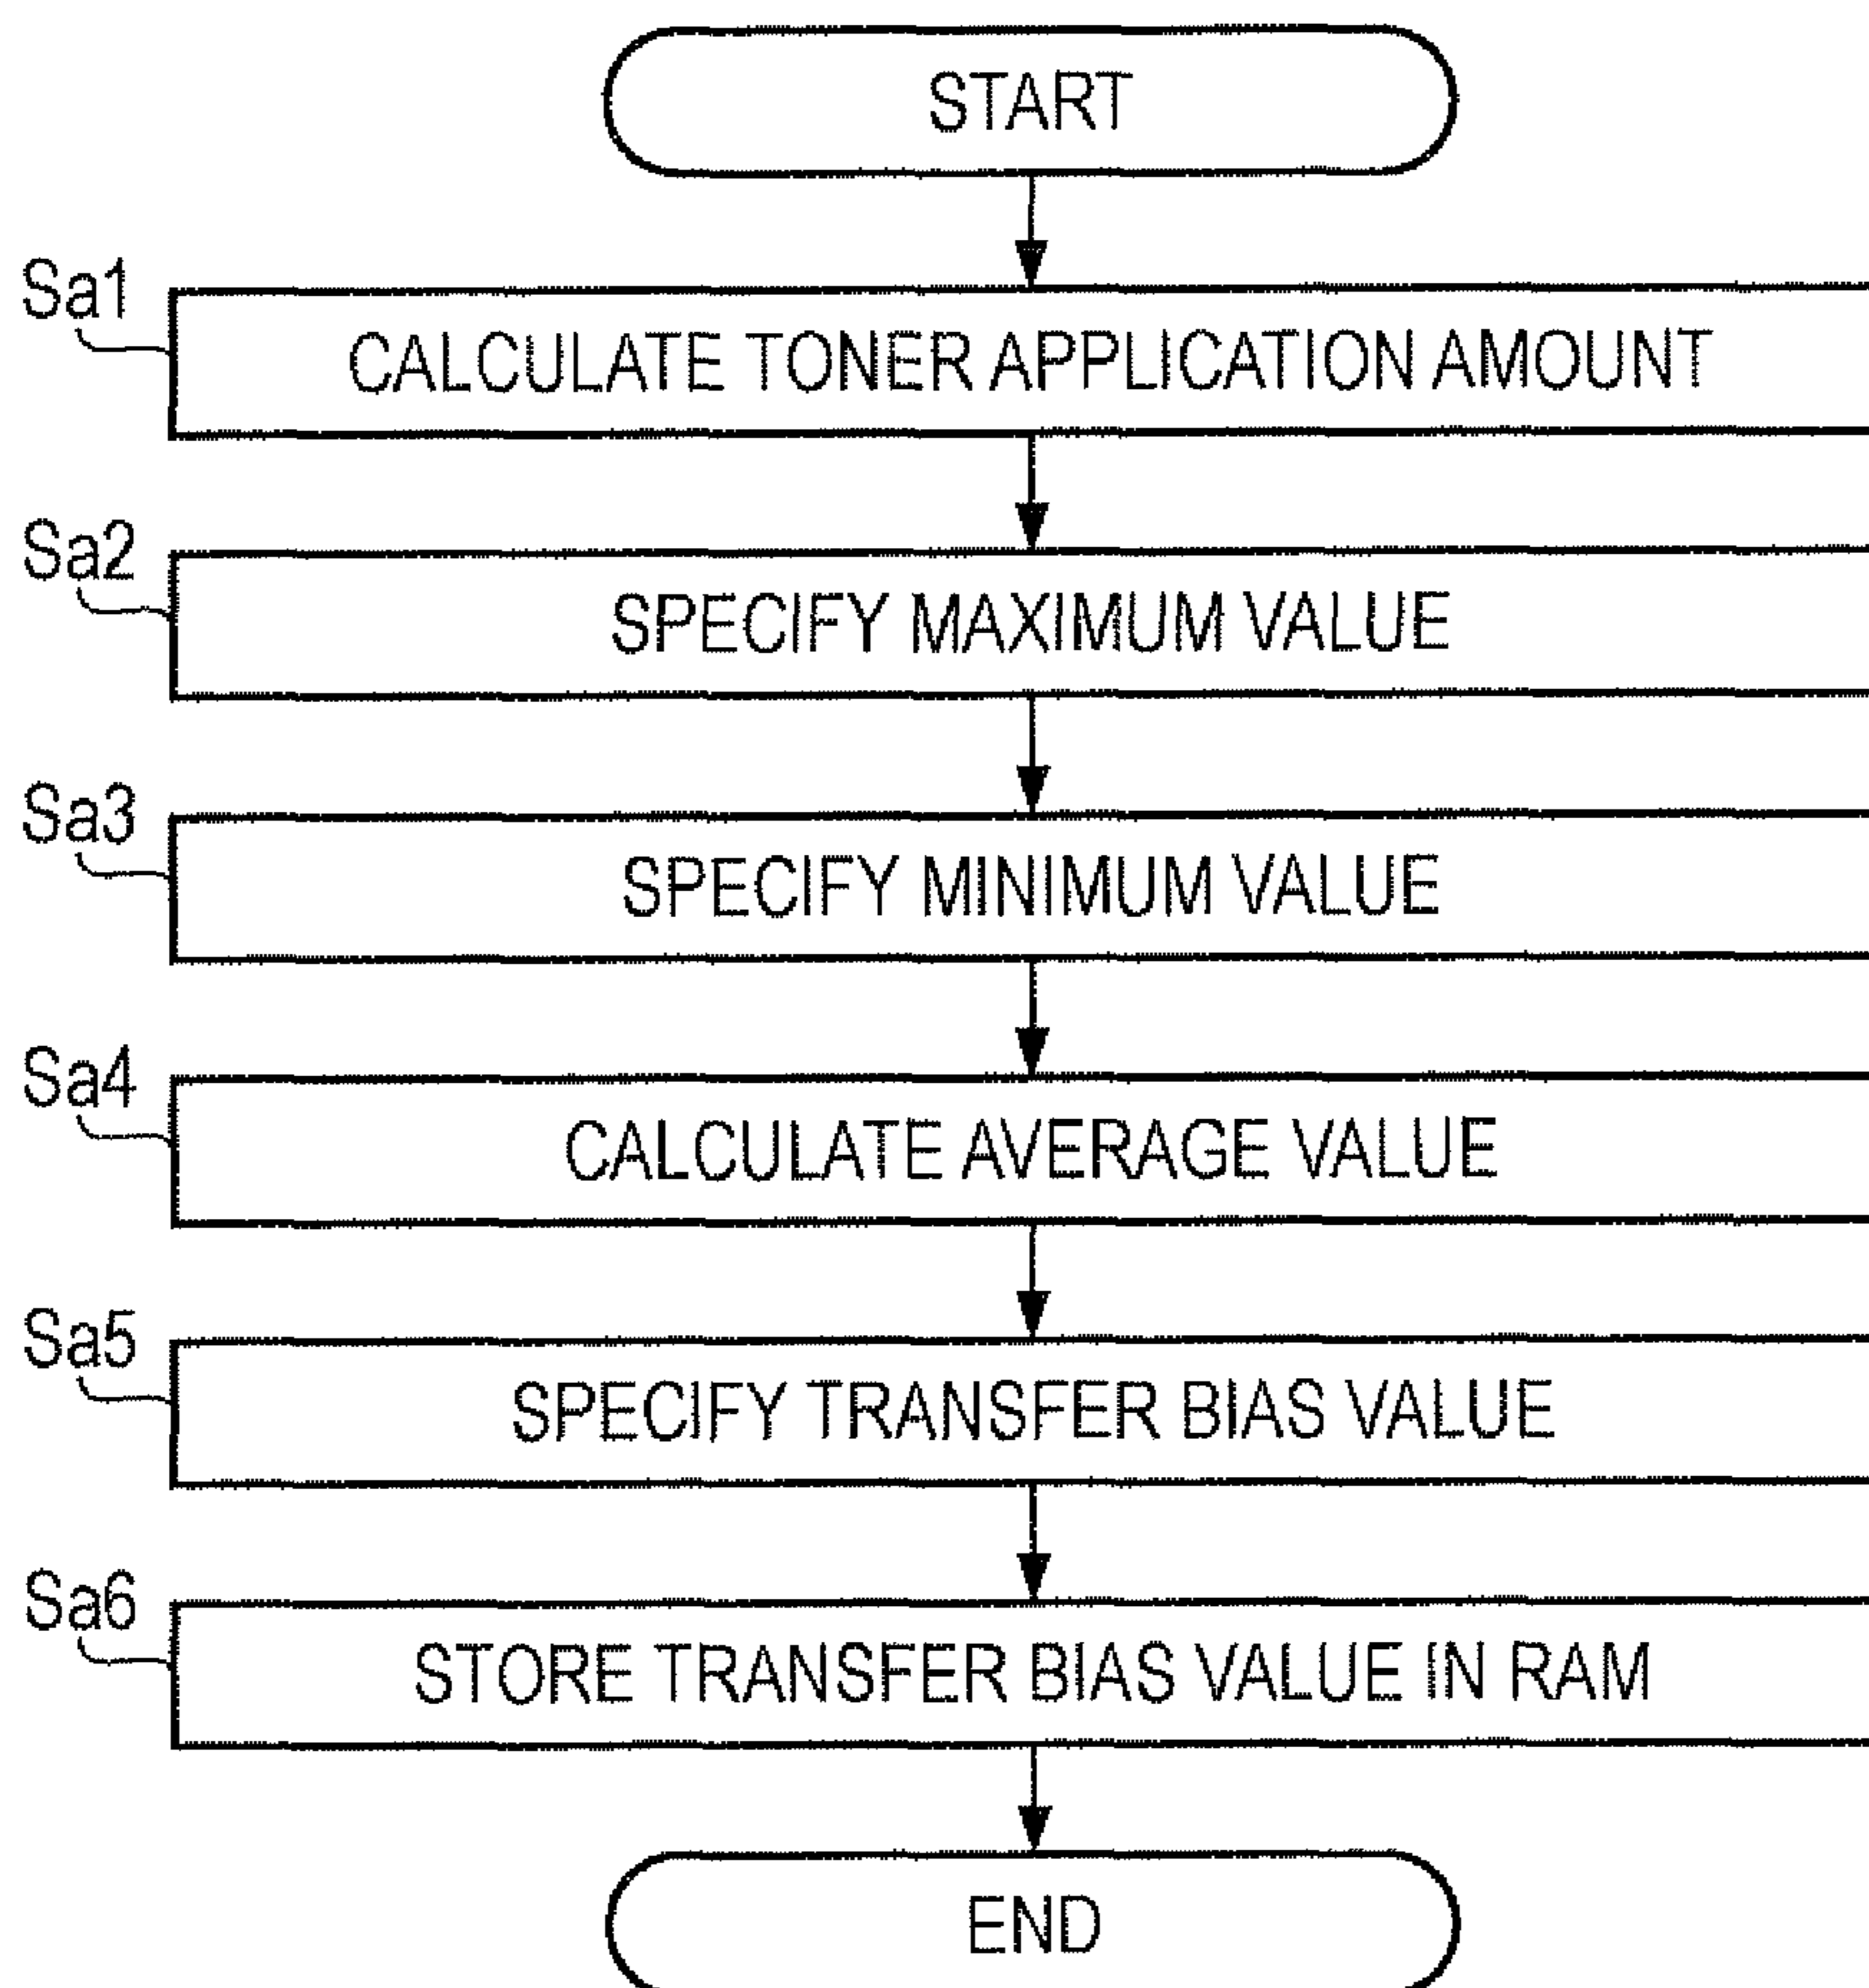 START
Sa1
CALCULATE TONER APPLICATION AMOUNT
Sa2
SPECIFY MAXIMUM VALUE
Sa3
SPECIFY MINIMUM VALUE
Sa4
CALCULATE AVERAGE VALUE
Sa5
SPECIFY TRANSFER BIAS VALUE
Sa6
STORE TRANSFER BIAS VALUE IN RAM
END